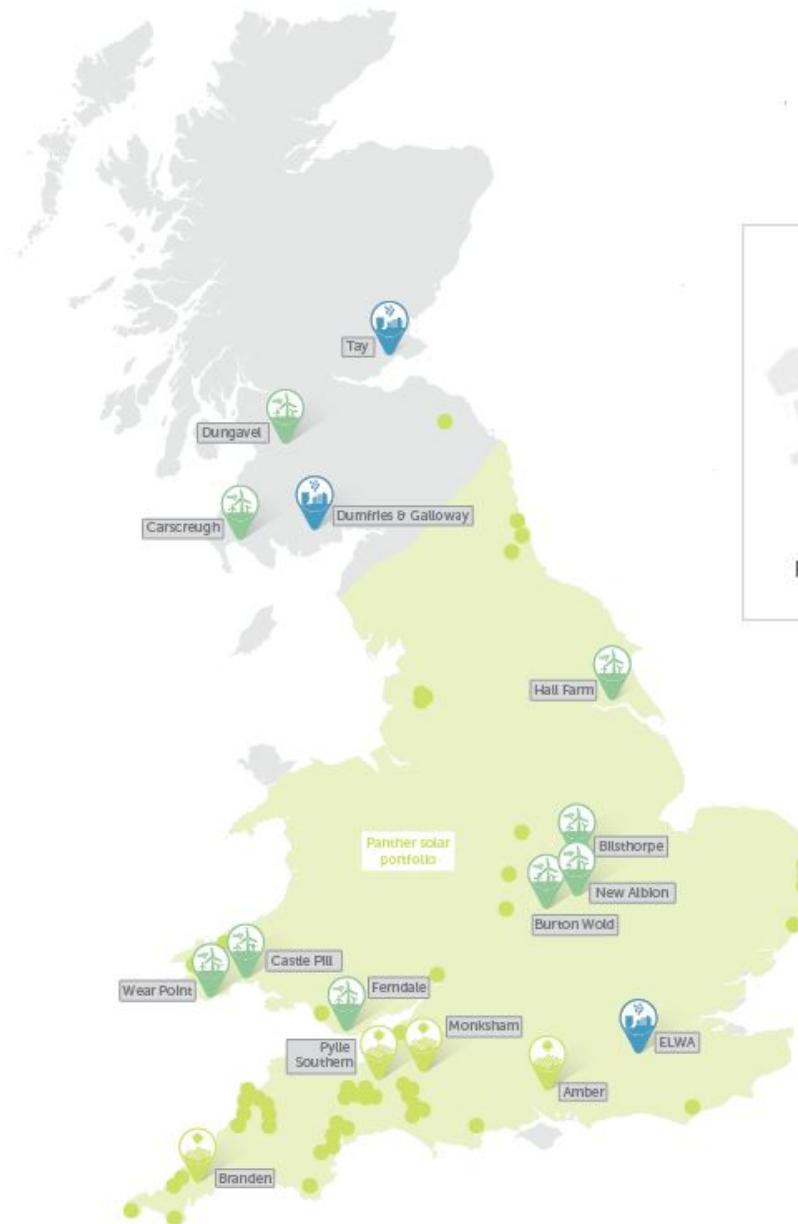 Tay
Dungavel
Carscreugh
Dumfries & Galloway
Hall Farm
Panther solar
portfolio
Bilsthorpe
New Albion
Burton Wold
Castle Pill
Wear Point
Ferndale
Monksham
Pylle
Southern
ELWA
Amber
Branden